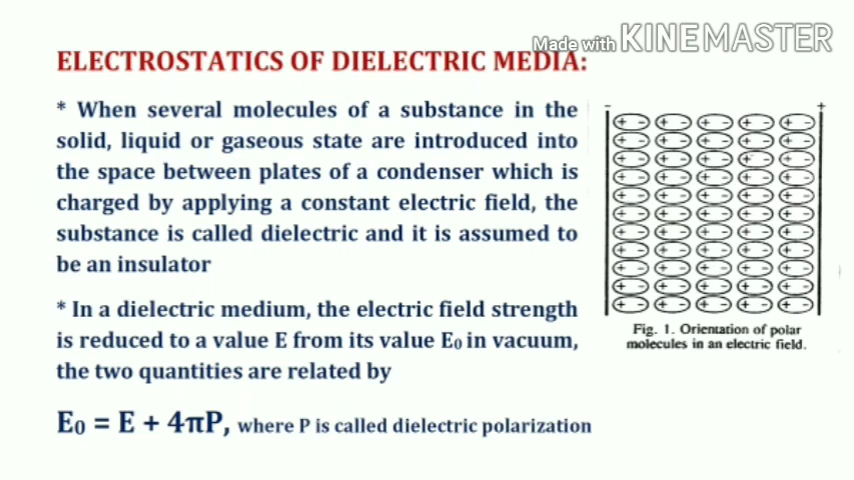 Made with KINEMASTER
ELECTROSTATICS OF DIELECTRIC MEDIA:
* When several molecules of a substance in the
solid, liquid or gaseous state are introduced into
the space between plates of a condenser which is
charged by applying a constant electric field, the
substance is called dielectric and it is assumed to
be an insulator
* In a dielectric medium, the electric field strength
is reduced to a value E from its value E₀ in vacuum,
the two quantities are related by
E₀ = E + 4πP, where P is called dielectric polarization
- +
+ - + - + - + - + -
+ - + - + - + - + -
+ - + - + - + - + -
+ - + - + - + - + -
+ - + - + - + - + -
+ - + - + - + - + -
+ - + - + - + - + -
+ - + - + - + - + -
+ - + - + - + - + -
+ - + - + - + - + -
+ - + - + - + - + -
Fig. 1. Orientation of polar
molecules in an electric field.